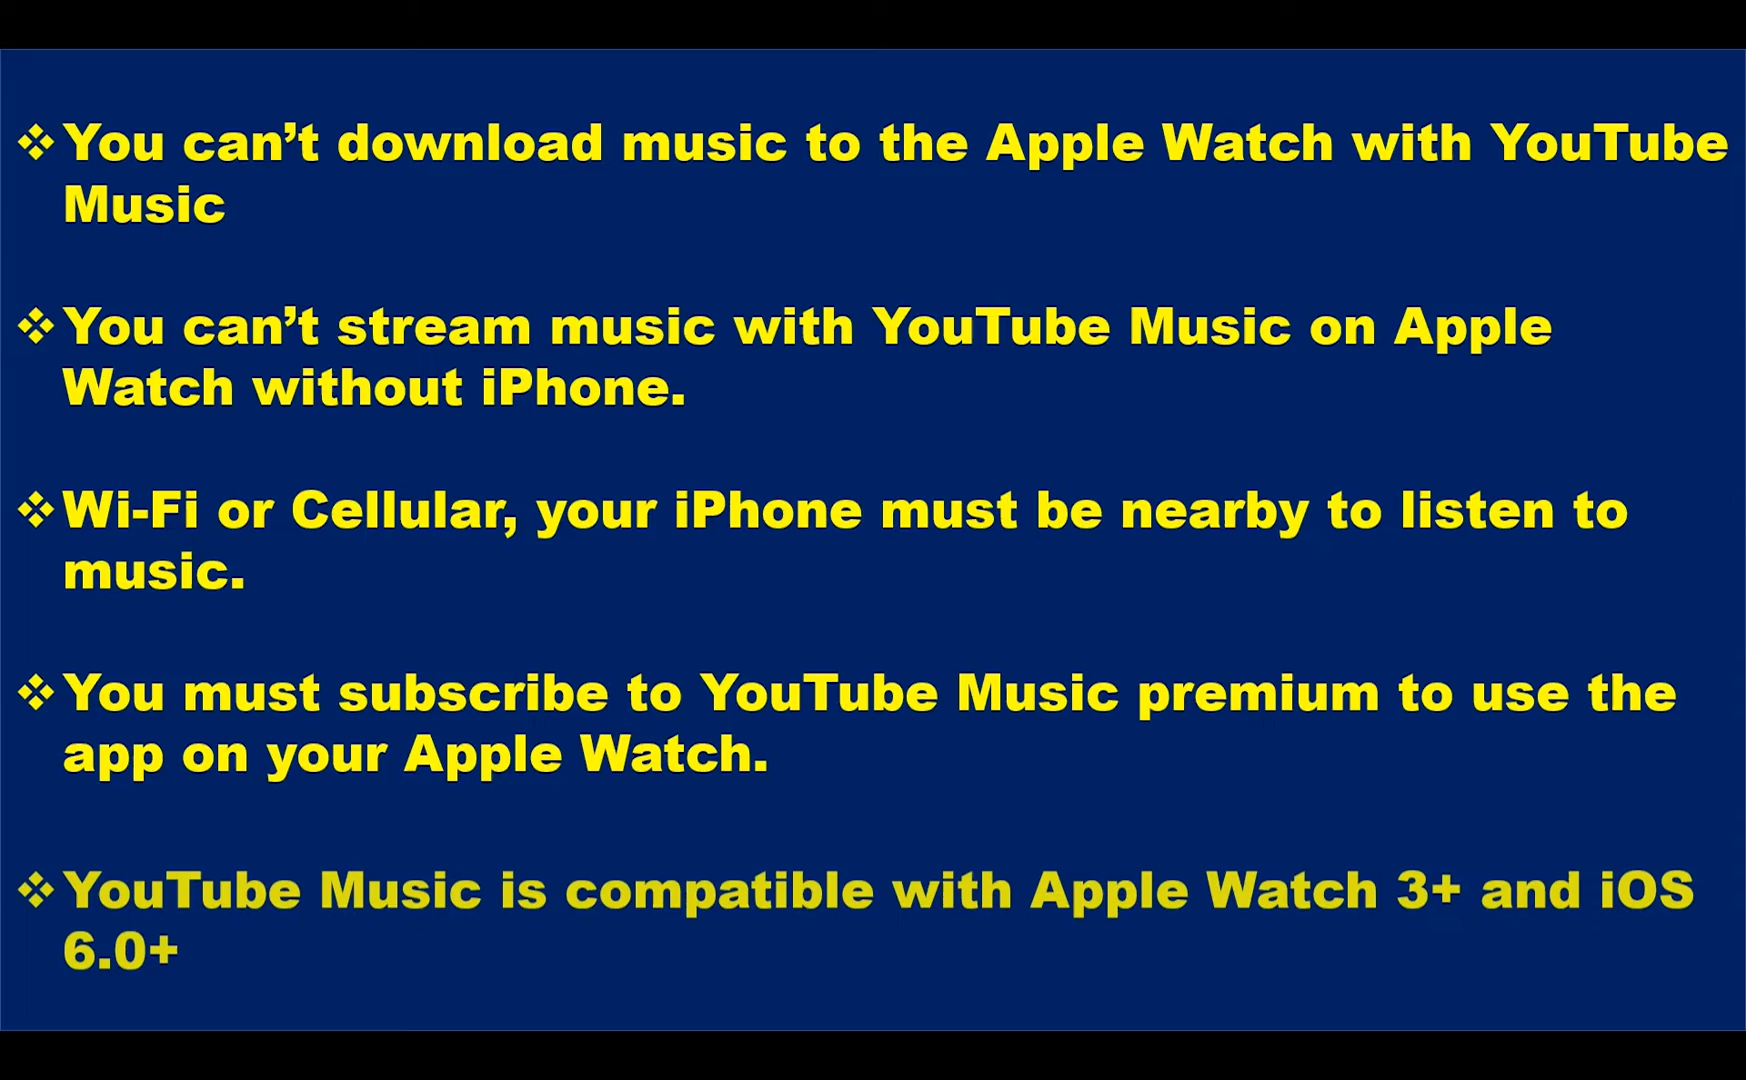 ❖ You can’t download music to the Apple Watch with YouTube
Music
❖ You can’t stream music with YouTube Music on Apple
Watch without iPhone.
❖ Wi-Fi or Cellular, your iPhone must be nearby to listen to
music.
❖ You must subscribe to YouTube Music premium to use the
app on your Apple Watch.
❖ YouTube Music is compatible with Apple Watch 3+ and iOS
6.0+